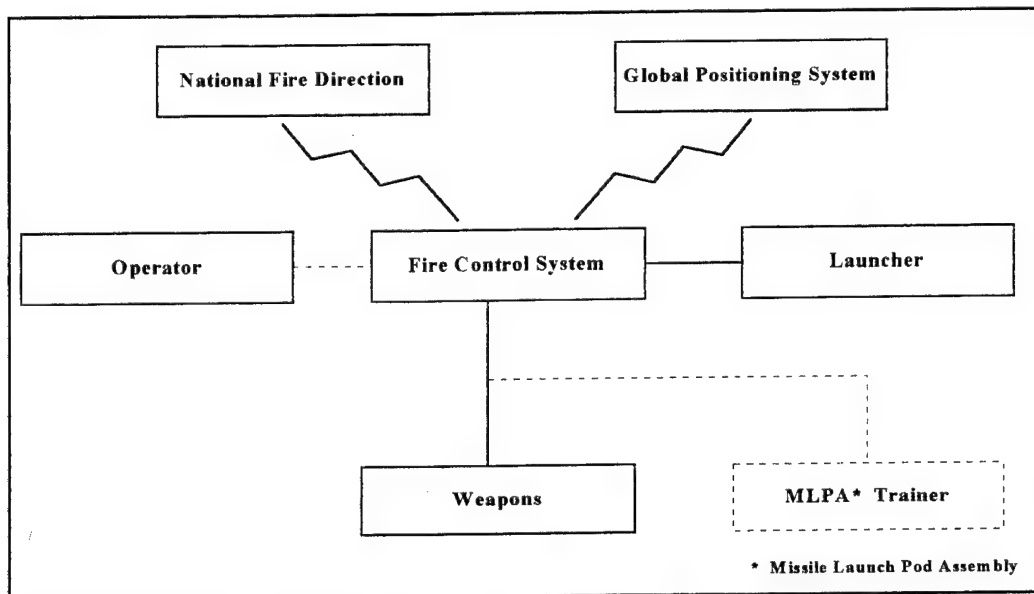 National Fire Direction
Global Positioning System
Operator
Fire Control System
Launcher
Weapons
MLPA* Trainer
* Missile Launch Pod Assembly